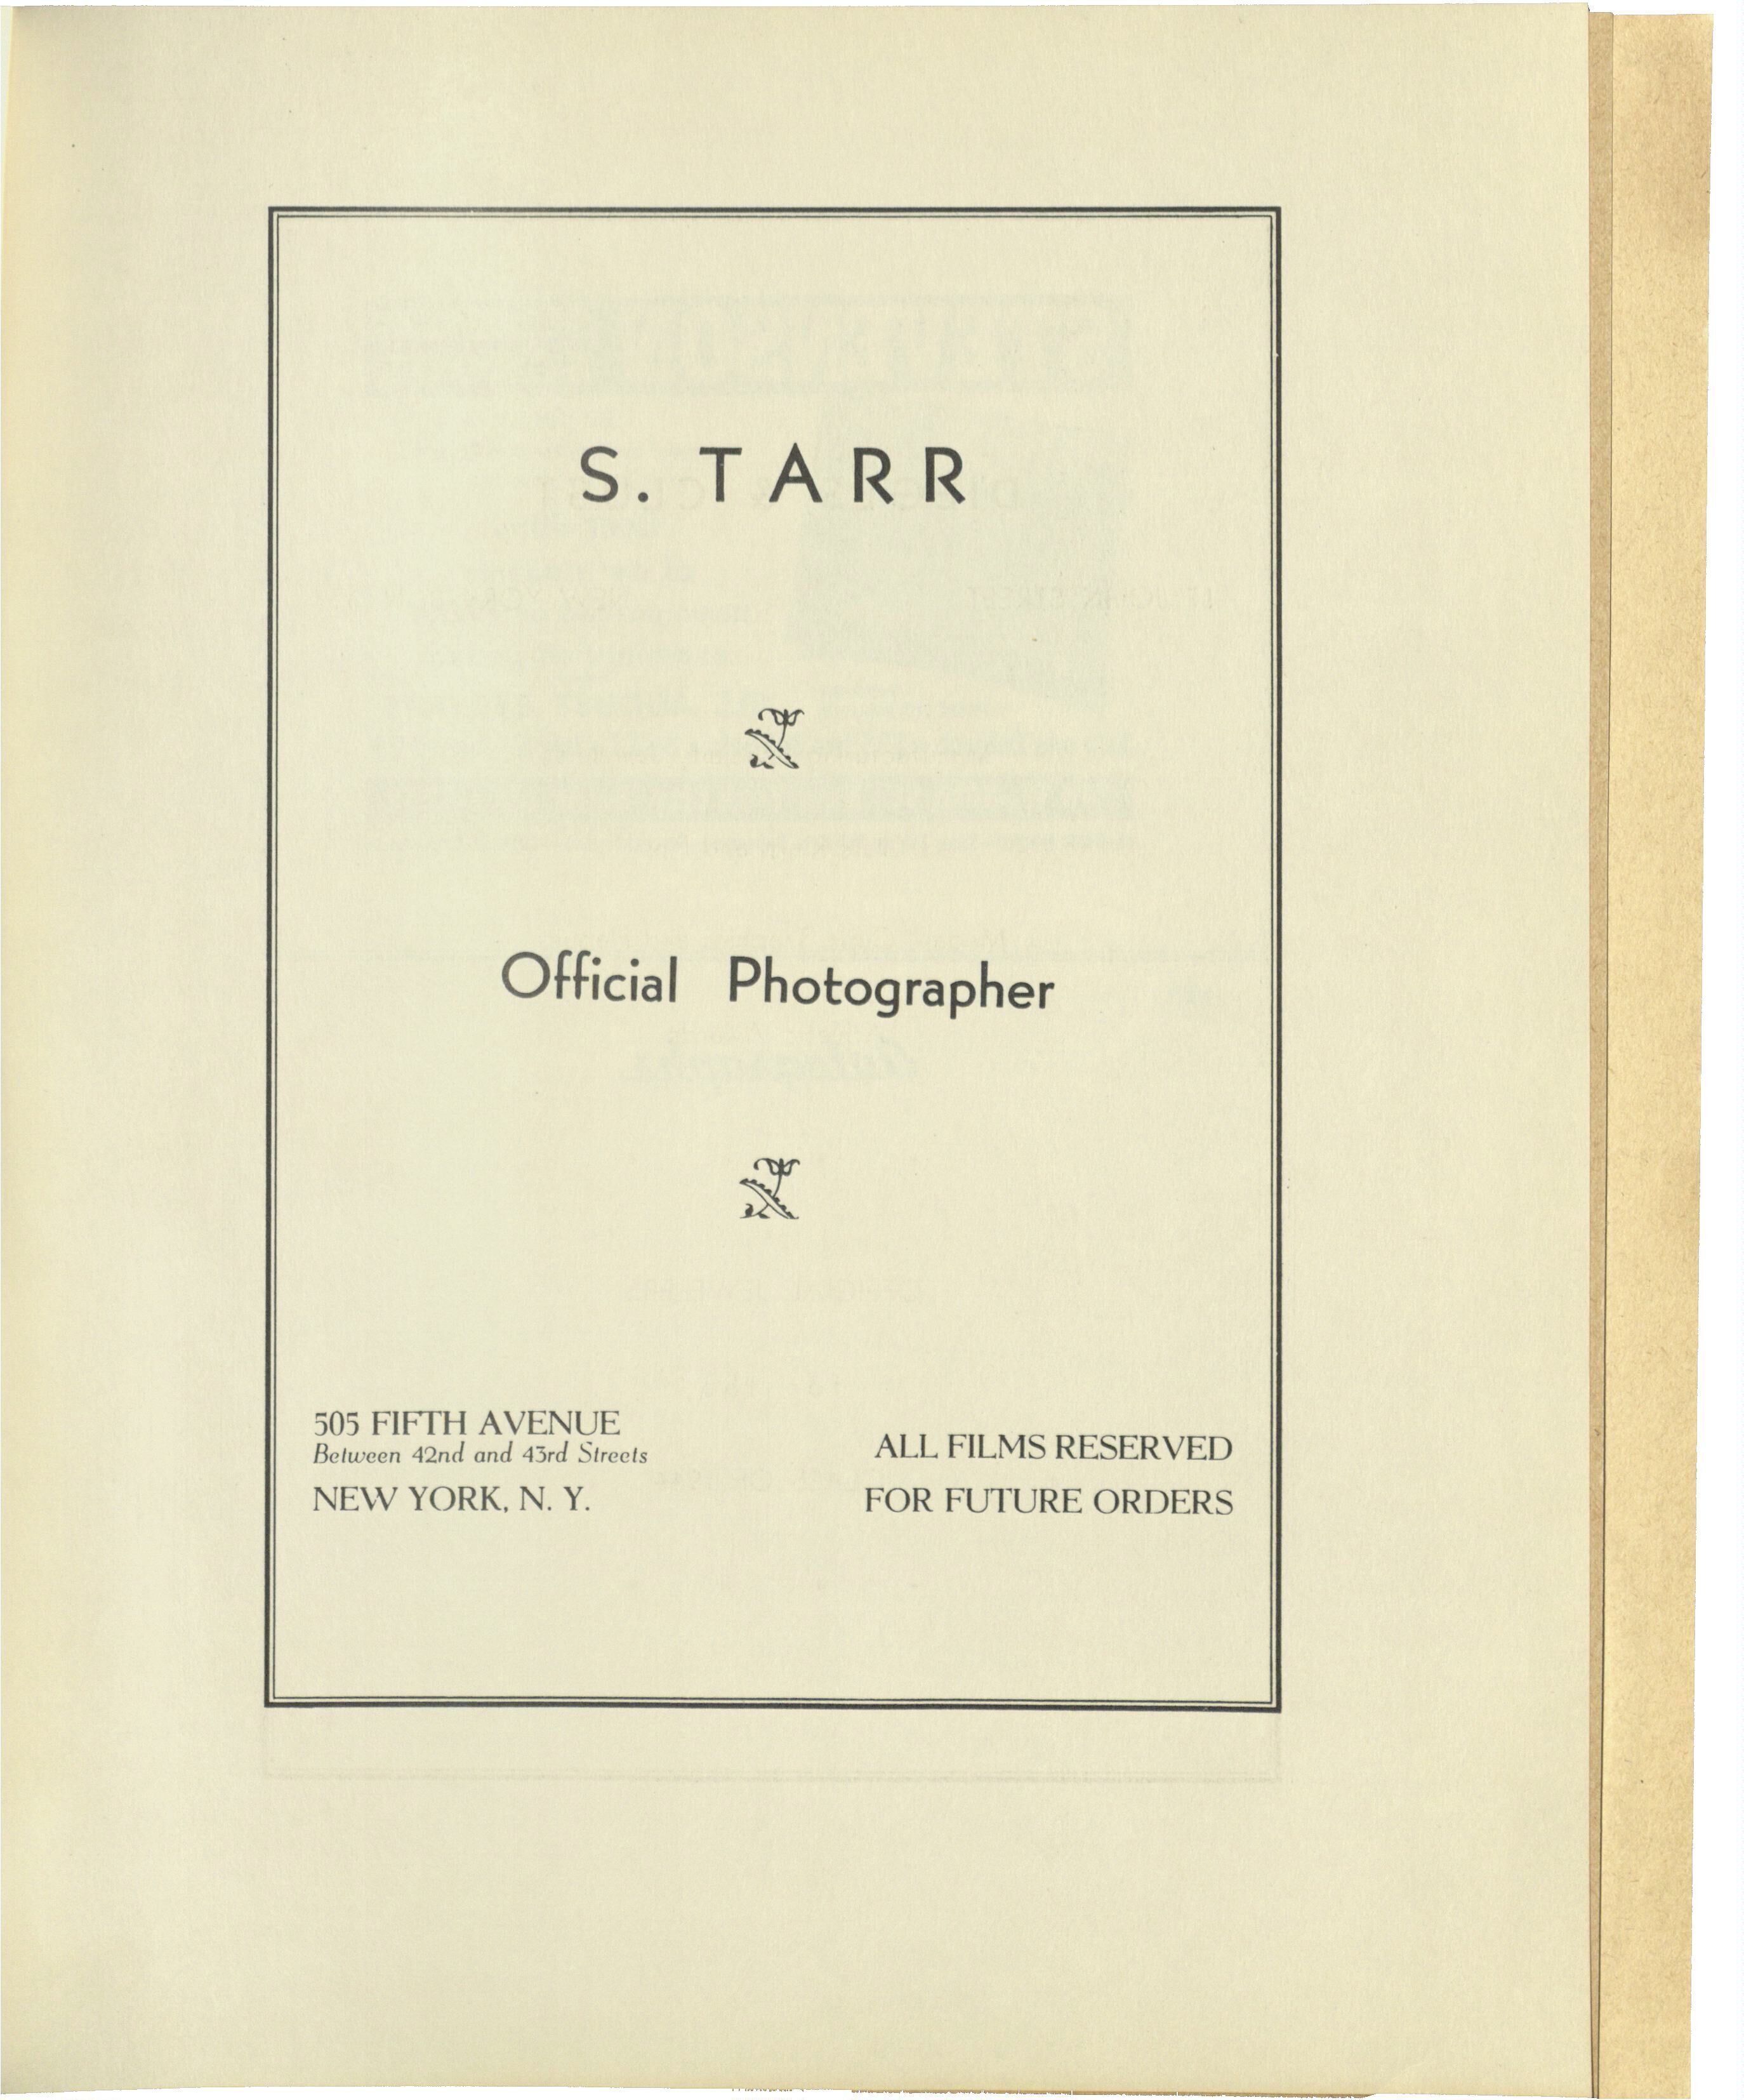 S. TARR
Official Photographer
505 FIFTH AVENUE
Between 42nd and 43rd Streets
NEW YORK, N. Y.
ALL FILMS RESERVED
FOR FUTURE ORDERS